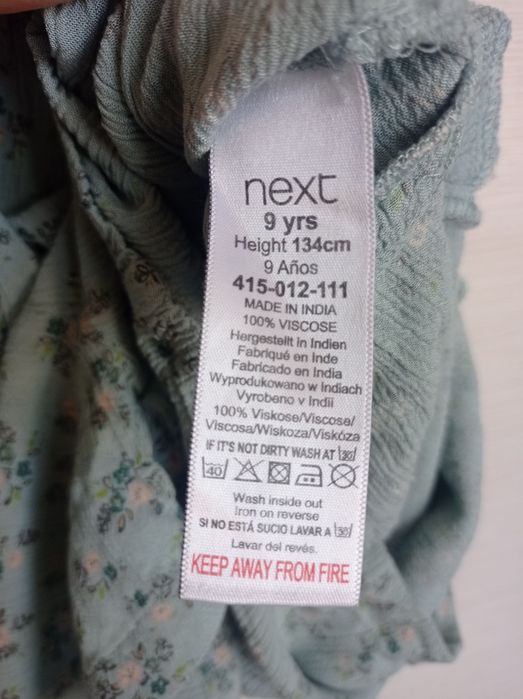 next
9 yrs
Height 134cm
9 Años
415-012-111
MADE IN INDIA
100% VISCOSE
Hergestellt in Indien
Fabriqué en Inde
Fabricado en India
Wyprodukowano w Indiach
Vyrobeno v Indii
100% Viskose/Viscose/
Viscosa/Wiskoza/Viskóza
IF IT'S NOT DIRTY WASH AT 30
40
Wash inside out
Iron on reverse
SI NO ESTÁ SUCIO LAVAR A 30
Lavar del revés.
KEEP AWAY FROM FIRE